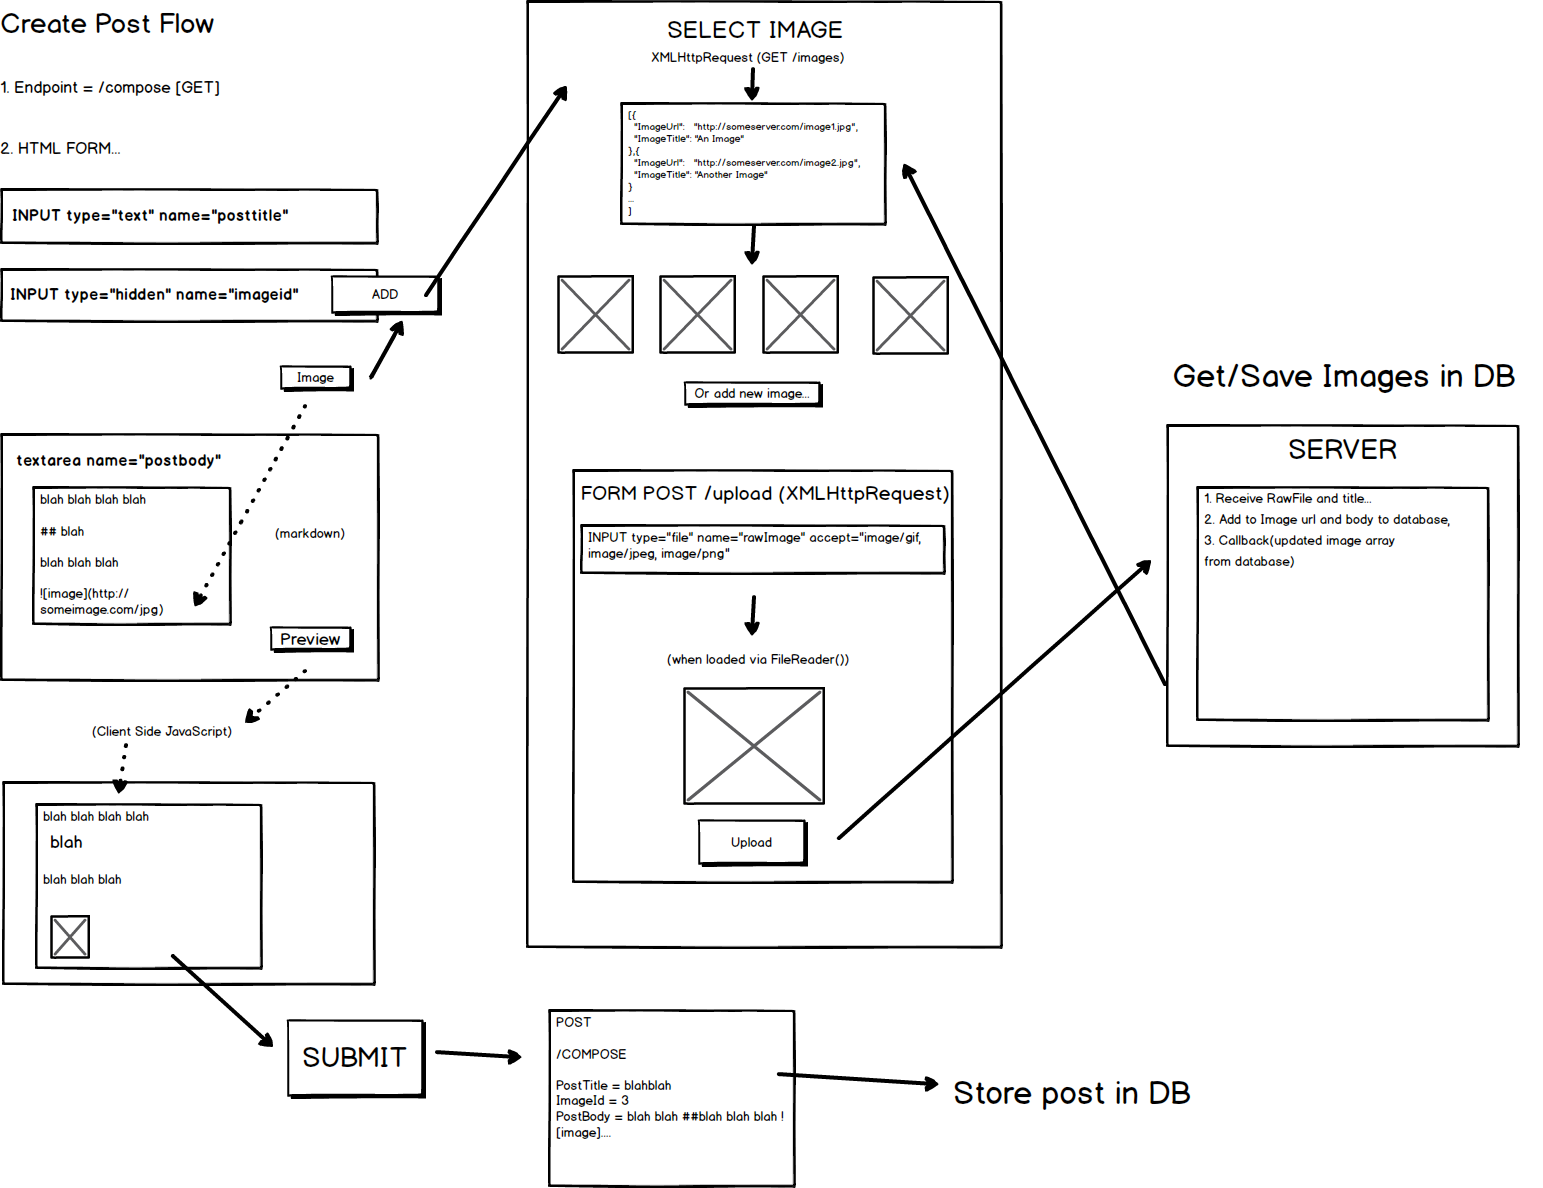 Create Post Flow
1. Endpoint = /compose [GET]
2. HTML FORM...
INPUT type="text" name="posttitle"
INPUT type="hidden" name="imageid"
ADD
Image
textarea name="postbody"
blah blah blah blah
## blah
blah blah blah
![image](http://
someimage.com/jpg)
(markdown)
Preview
(Client Side JavaScript)
blah blah blah blah
blah
blah blah blah
SUBMIT
SELECT IMAGE
XMLHttpRequest (GET /images)
[{
"ImageUrl": "http://someserver.com/image1.jpg",
"ImageTitle": "An Image"
},{
"ImageUrl": "http://someserver.com/image2.jpg",
"ImageTitle": "Another Image"
}
...
]
Or add new image...
FORM POST /upload (XMLHttpRequest)
INPUT type="file" name="rawImage" accept="image/gif,
image/jpeg, image/png"
(when loaded via FileReader())
Upload
Get/Save Images in DB
SERVER
1. Receive RawFile and title...
2. Add to Image url and body to database,
3. Callback(updated image array
from database)
POST
/COMPOSE
PostTitle = blahblah
ImageId = 3
PostBody = blah blah ##blah blah blah !
[image]....
Store post in DB